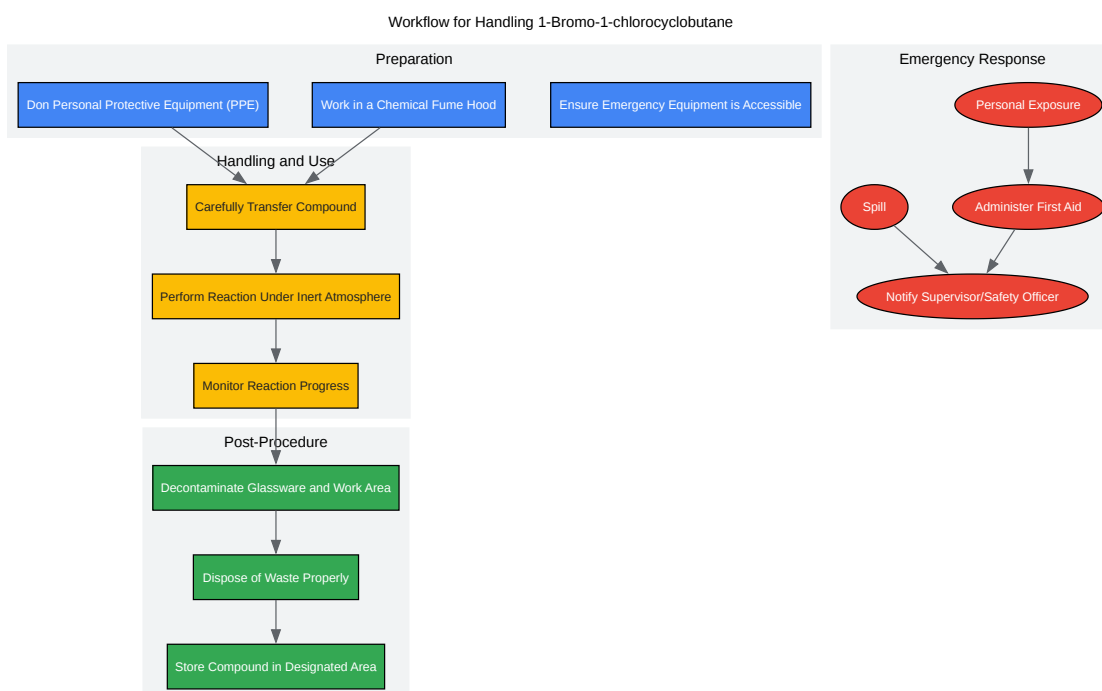 Workflow for Handling 1-Bromo-1-chlorocyclobutane
Preparation
Don Personal Protective Equipment (PPE)
Work in a Chemical Fume Hood
Ensure Emergency Equipment is Accessible
Handling and Use
Carefully Transfer Compound
Perform Reaction Under Inert Atmosphere
Monitor Reaction Progress
Post-Procedure
Decontaminate Glassware and Work Area
Dispose of Waste Properly
Store Compound in Designated Area
Emergency Response
Personal Exposure
Spill
Administer First Aid
Notify Supervisor/Safety Officer